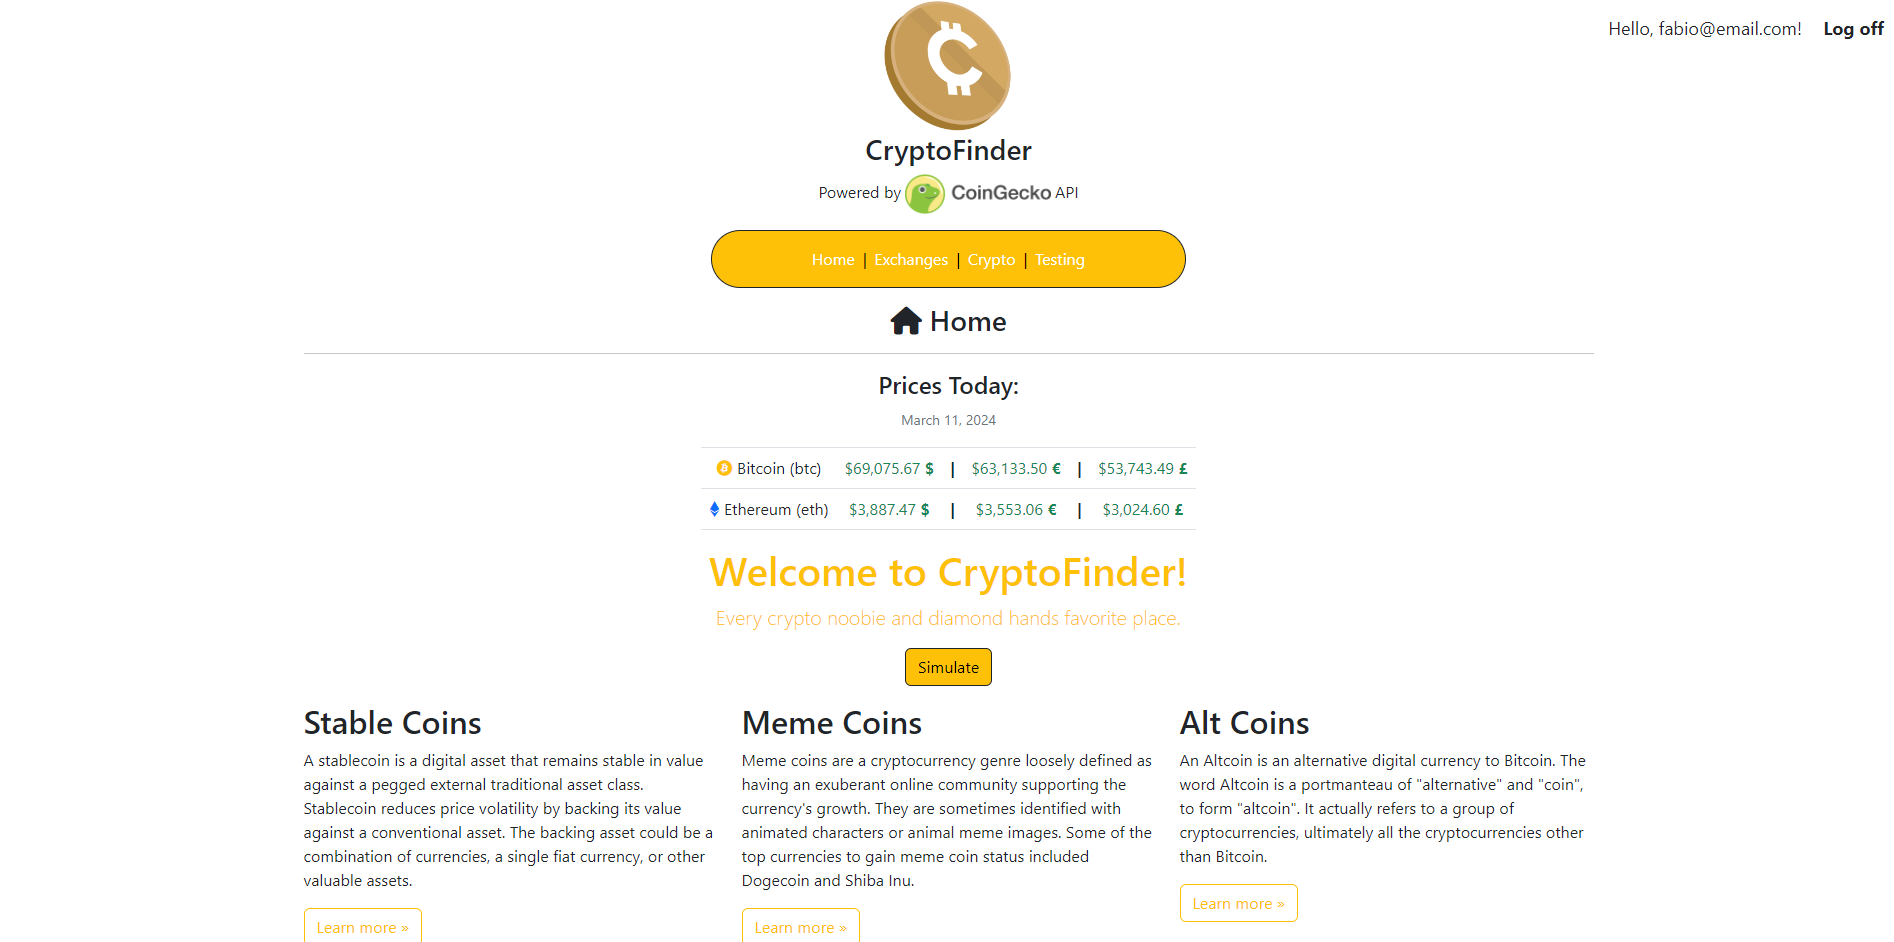 Hello, fabio@email.com! Log off
CryptoFinder
Powered by CoinGecko API
Home | Exchanges | Crypto | Testing
Home
Prices Today:
March 11, 2024
Bitcoin (btc) $69,075.67 $ | $63,133.50 € | $53,743.49 £
Ethereum (eth) $3,887.47 $ | $3,553.06 € | $3,024.60 £
Welcome to CryptoFinder!
Every crypto noobie and diamond hands favorite place.
Simulate
Stable Coins
A stablecoin is a digital asset that remains stable in value
against a pegged external traditional asset class.
Stablecoin reduces price volatility by backing its value
against a conventional asset. The backing asset could be a
combination of currencies, a single fiat currency, or other
valuable assets.
Learn more »
Meme Coins
Meme coins are a cryptocurrency genre loosely defined as
having an exuberant online community supporting the
currency's growth. They are sometimes identified with
animated characters or animal meme images. Some of the
top currencies to gain meme coin status included
Dogecoin and Shiba Inu.
Learn more »
Alt Coins
An Altcoin is an alternative digital currency to Bitcoin. The
word Altcoin is a portmanteau of "alternative" and "coin",
to form "altcoin". It actually refers to a group of
cryptocurrencies, ultimately all the cryptocurrencies other
than Bitcoin.
Learn more »